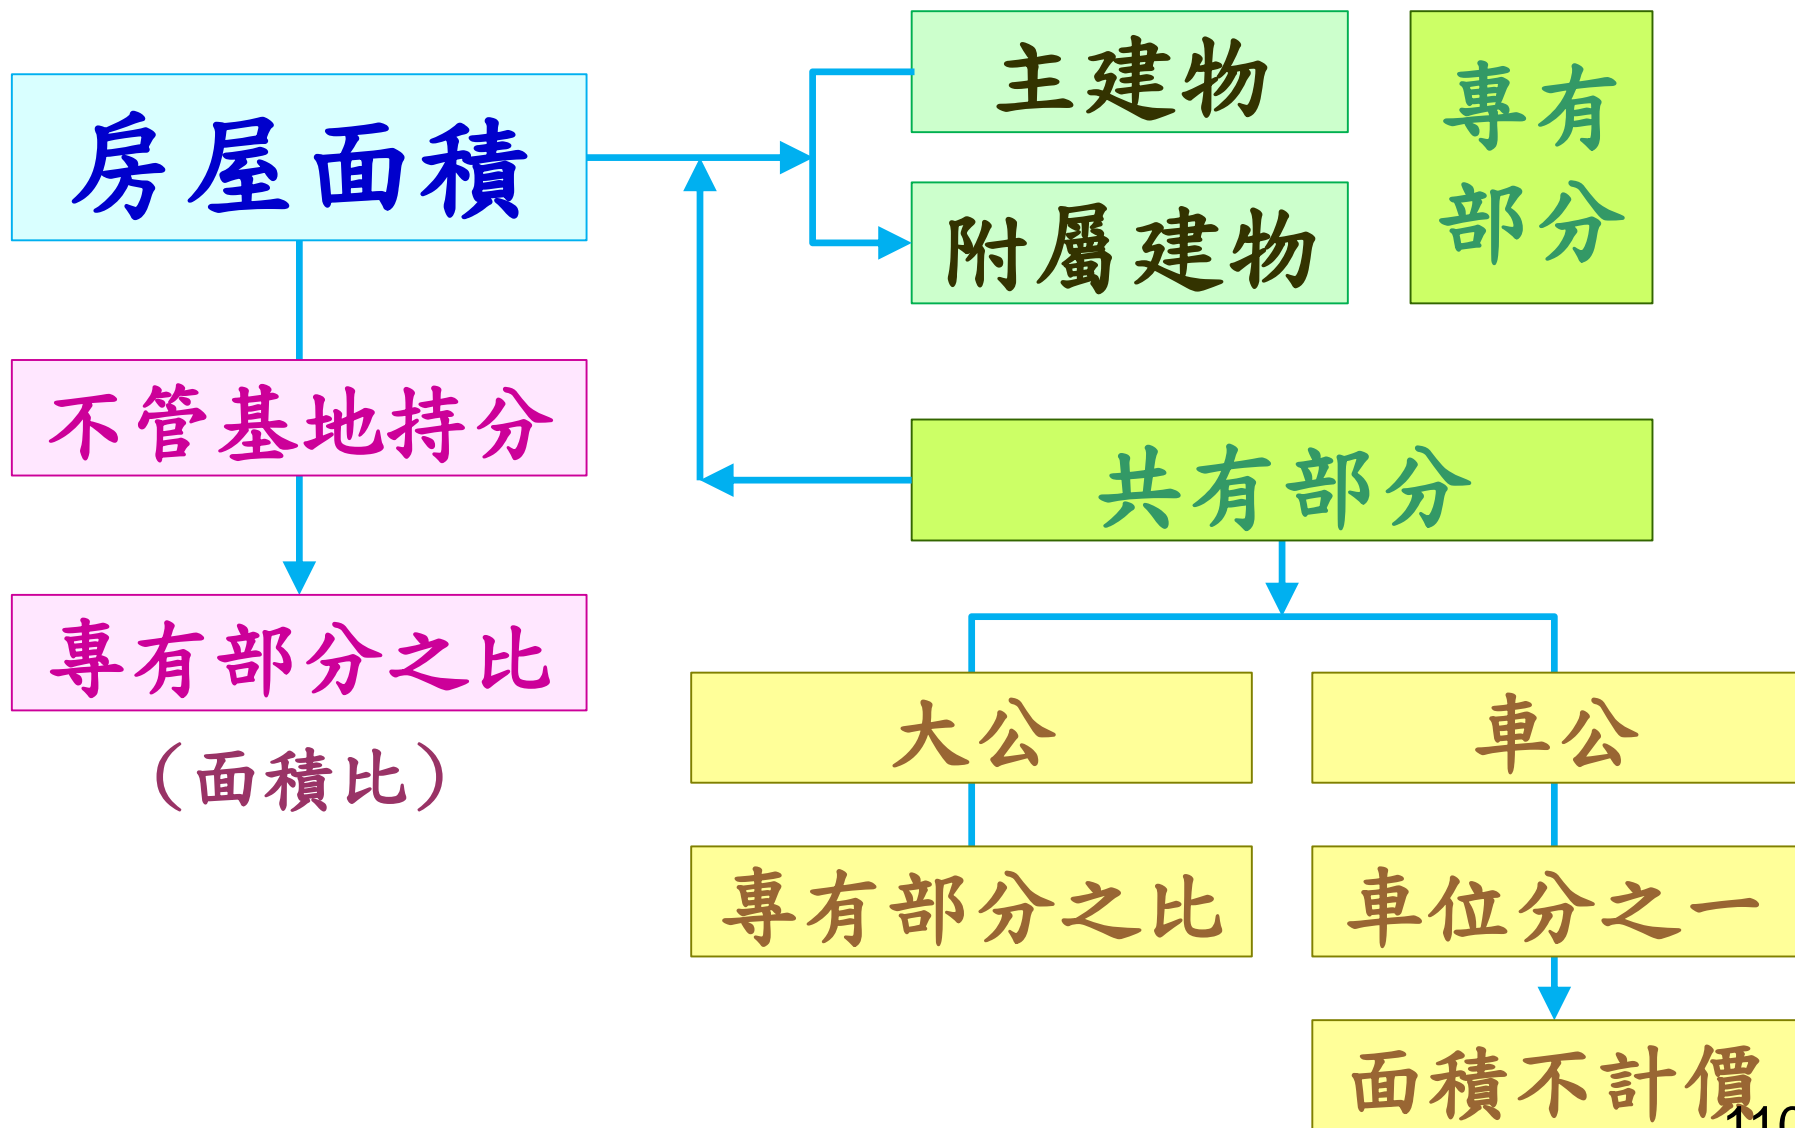 房屋面積
主建物
專有
部分
附屬建物
不管基地持分
共有部分
專有部分之比
（面積比）
大公
車公
專有部分之比
車位分之一
面積不計價
110